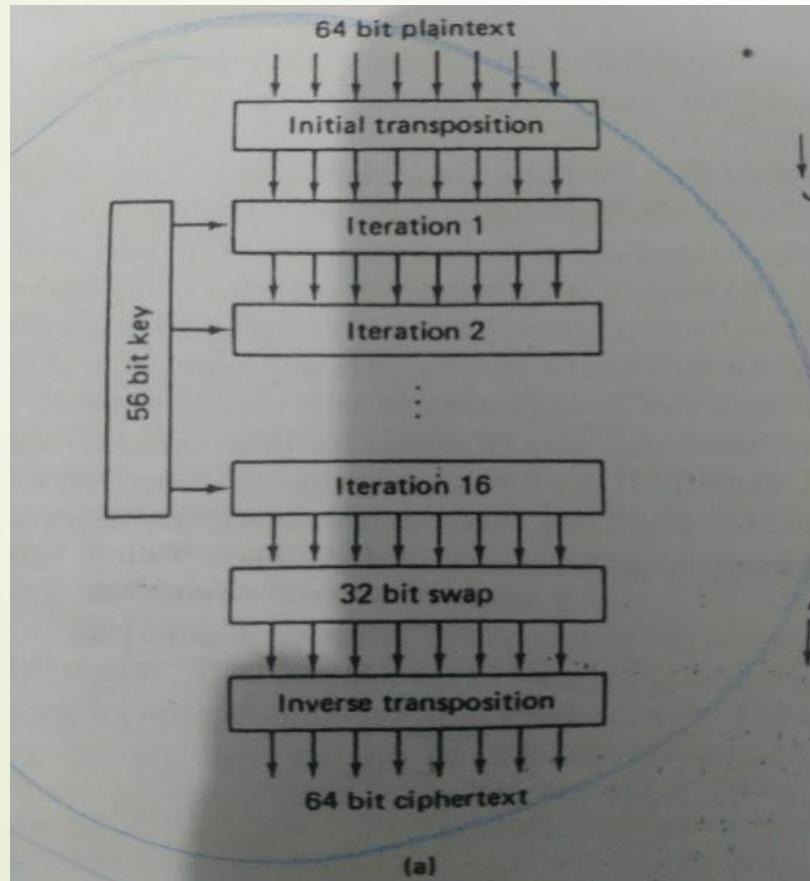 64 bit plaintext
Initial transposition
Iteration 1
Iteration 2
56 bit key
Iteration 16
32 bit swap
Inverse transposition
64 bit ciphertext
(a)